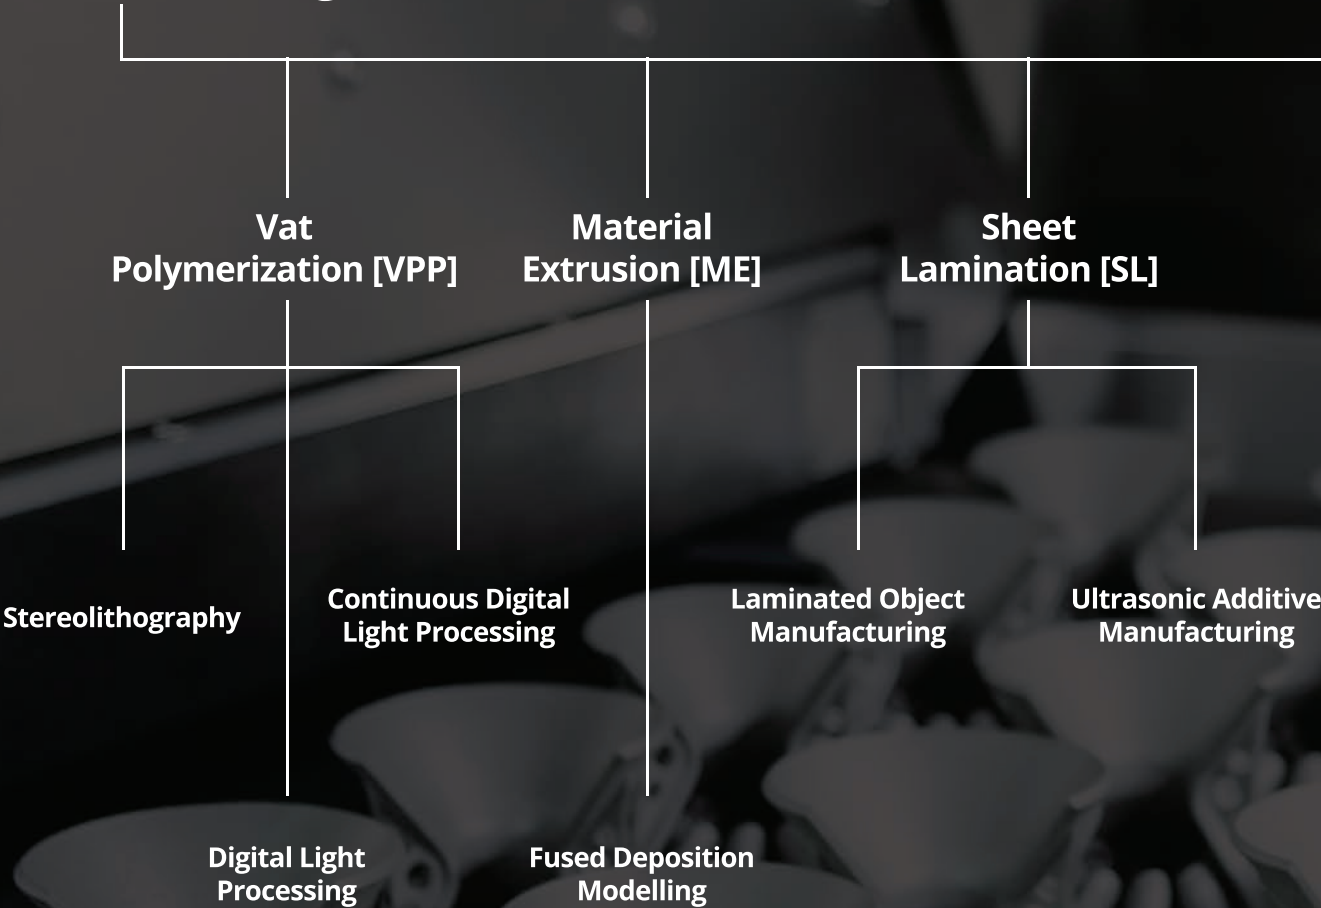 Vat
Polymerization [VPP]
Material
Extrusion [ME]
Sheet
Lamination [SL]
Stereolithography
Continuous Digital
Light Processing
Laminated Object
Manufacturing
Ultrasonic Additive
Manufacturing
Digital Light
Processing
Fused Deposition
Modelling